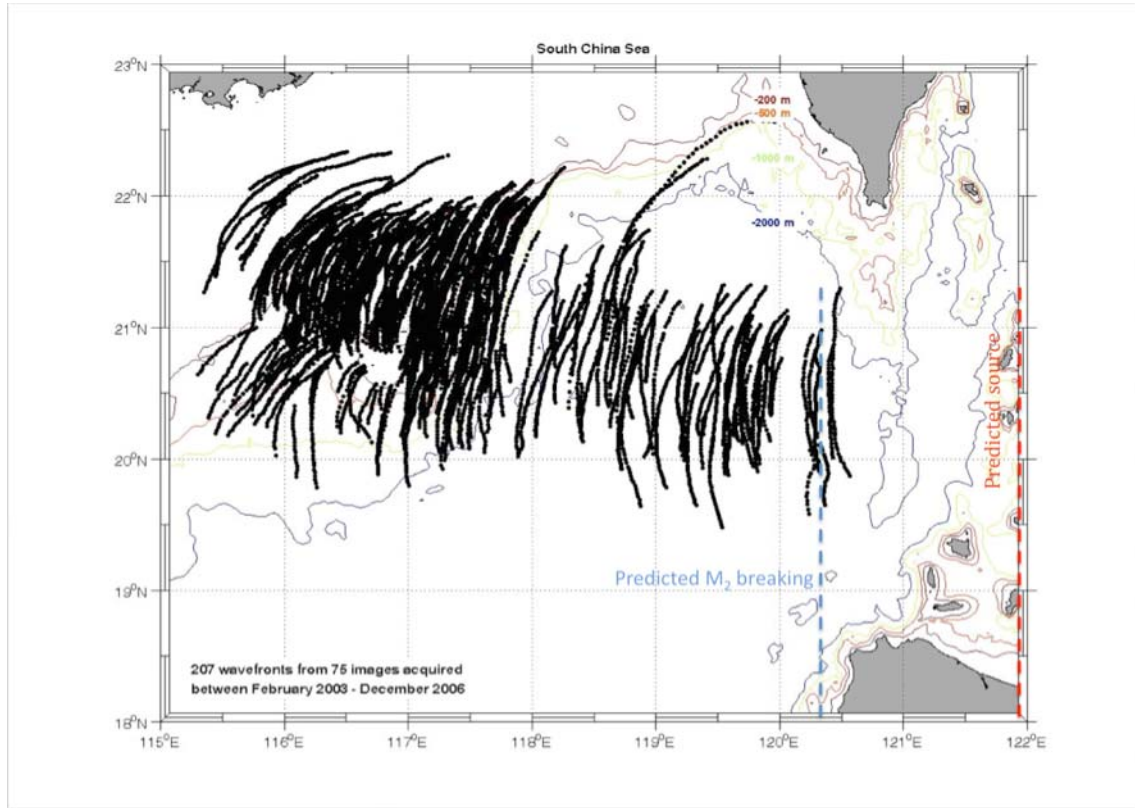 South China Sea
23°N
22°N
21°N
20°N
19°N
18°N
-200 m
-500 m
-1000 m
-2000 m
Predicted source
Predicted M₂ breaking
207 wavefronts from 75 images acquired
between February 2003 - December 2006
115°E
116°E
117°E
118°E
119°E
120°E
121°E
122°E